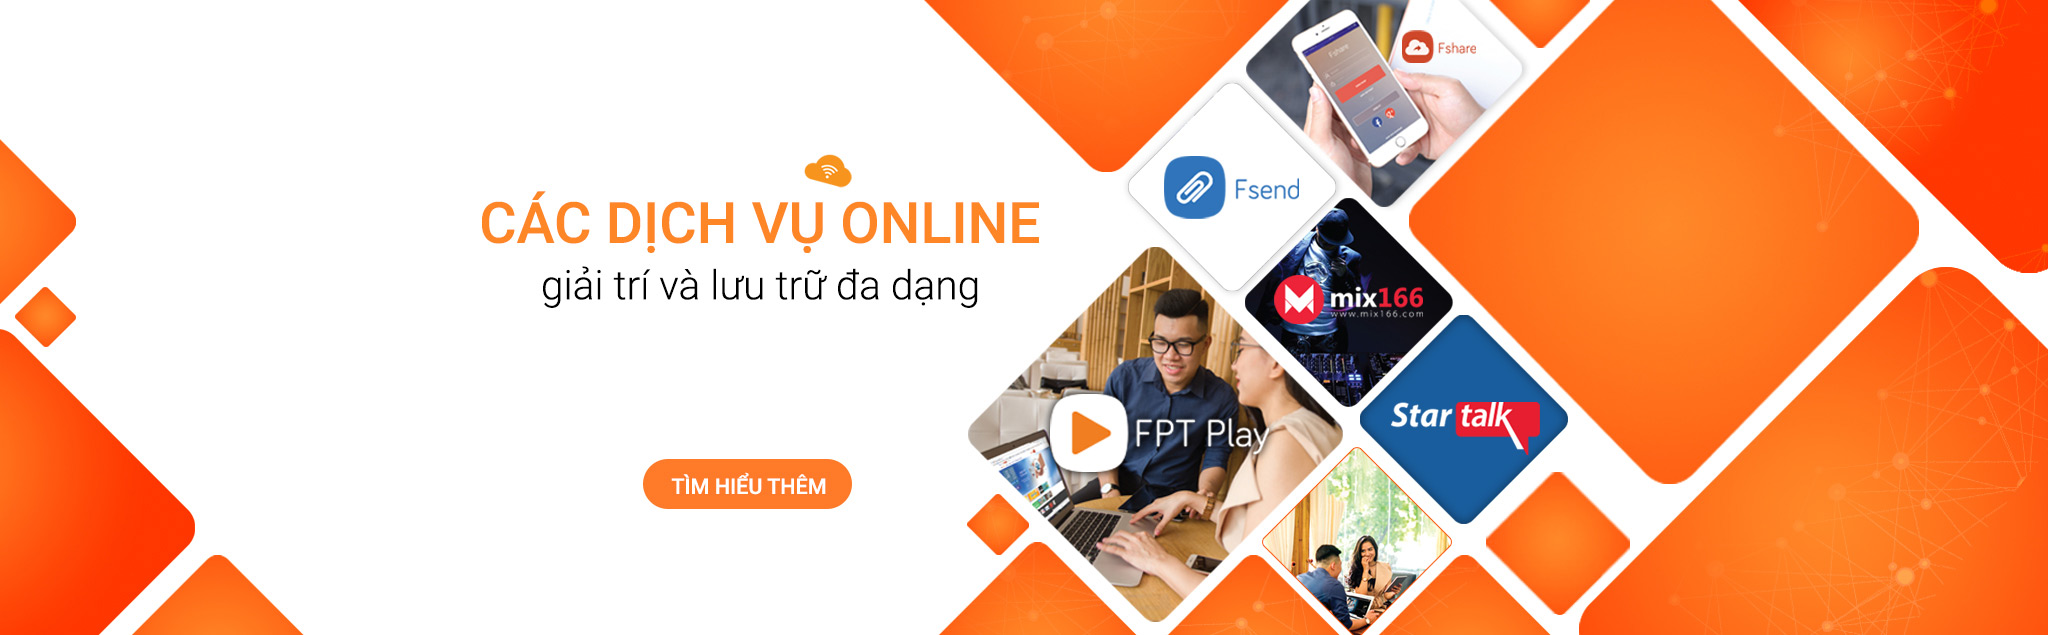 CÁC DỊCH VỤ ONLINE
giải trí và lưu trữ đa dạng
TÌM HIỂU THÊM
Fshare
Fshare
Fsend
mix166
www.mix166.com
FPT Play
Star talk